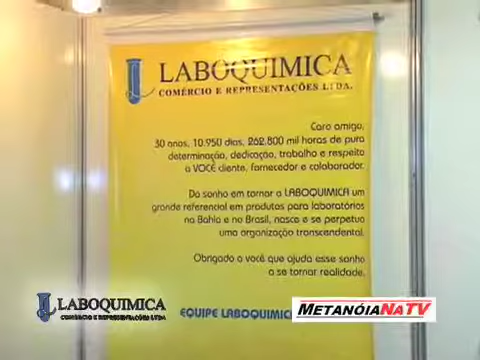 LABOQUIMICA
COMÉRCIO E REPRESENTAÇÕES LTDA.
Caro amigo,
30 anos, 10.950 dias, 262.800 mil horas de pura
determinação, dedicação, trabalho e respeito
a VOCÊ cliente, fornecedor e colaborador.
Do sonho em tornar a LABOQUIMICA um
grande referencial em produtos para laboratórios
na Bahia e no Brasil, nasce e se perpetua
uma organização transcendental.
Obrigado a você que ajuda esse sonho
a se tornar realidade.
EQUIPE LABOQUIMICA
LABOQUIMICA
COMÉRCIO E REPRESENTAÇÕES LTDA
METANÓIANATV